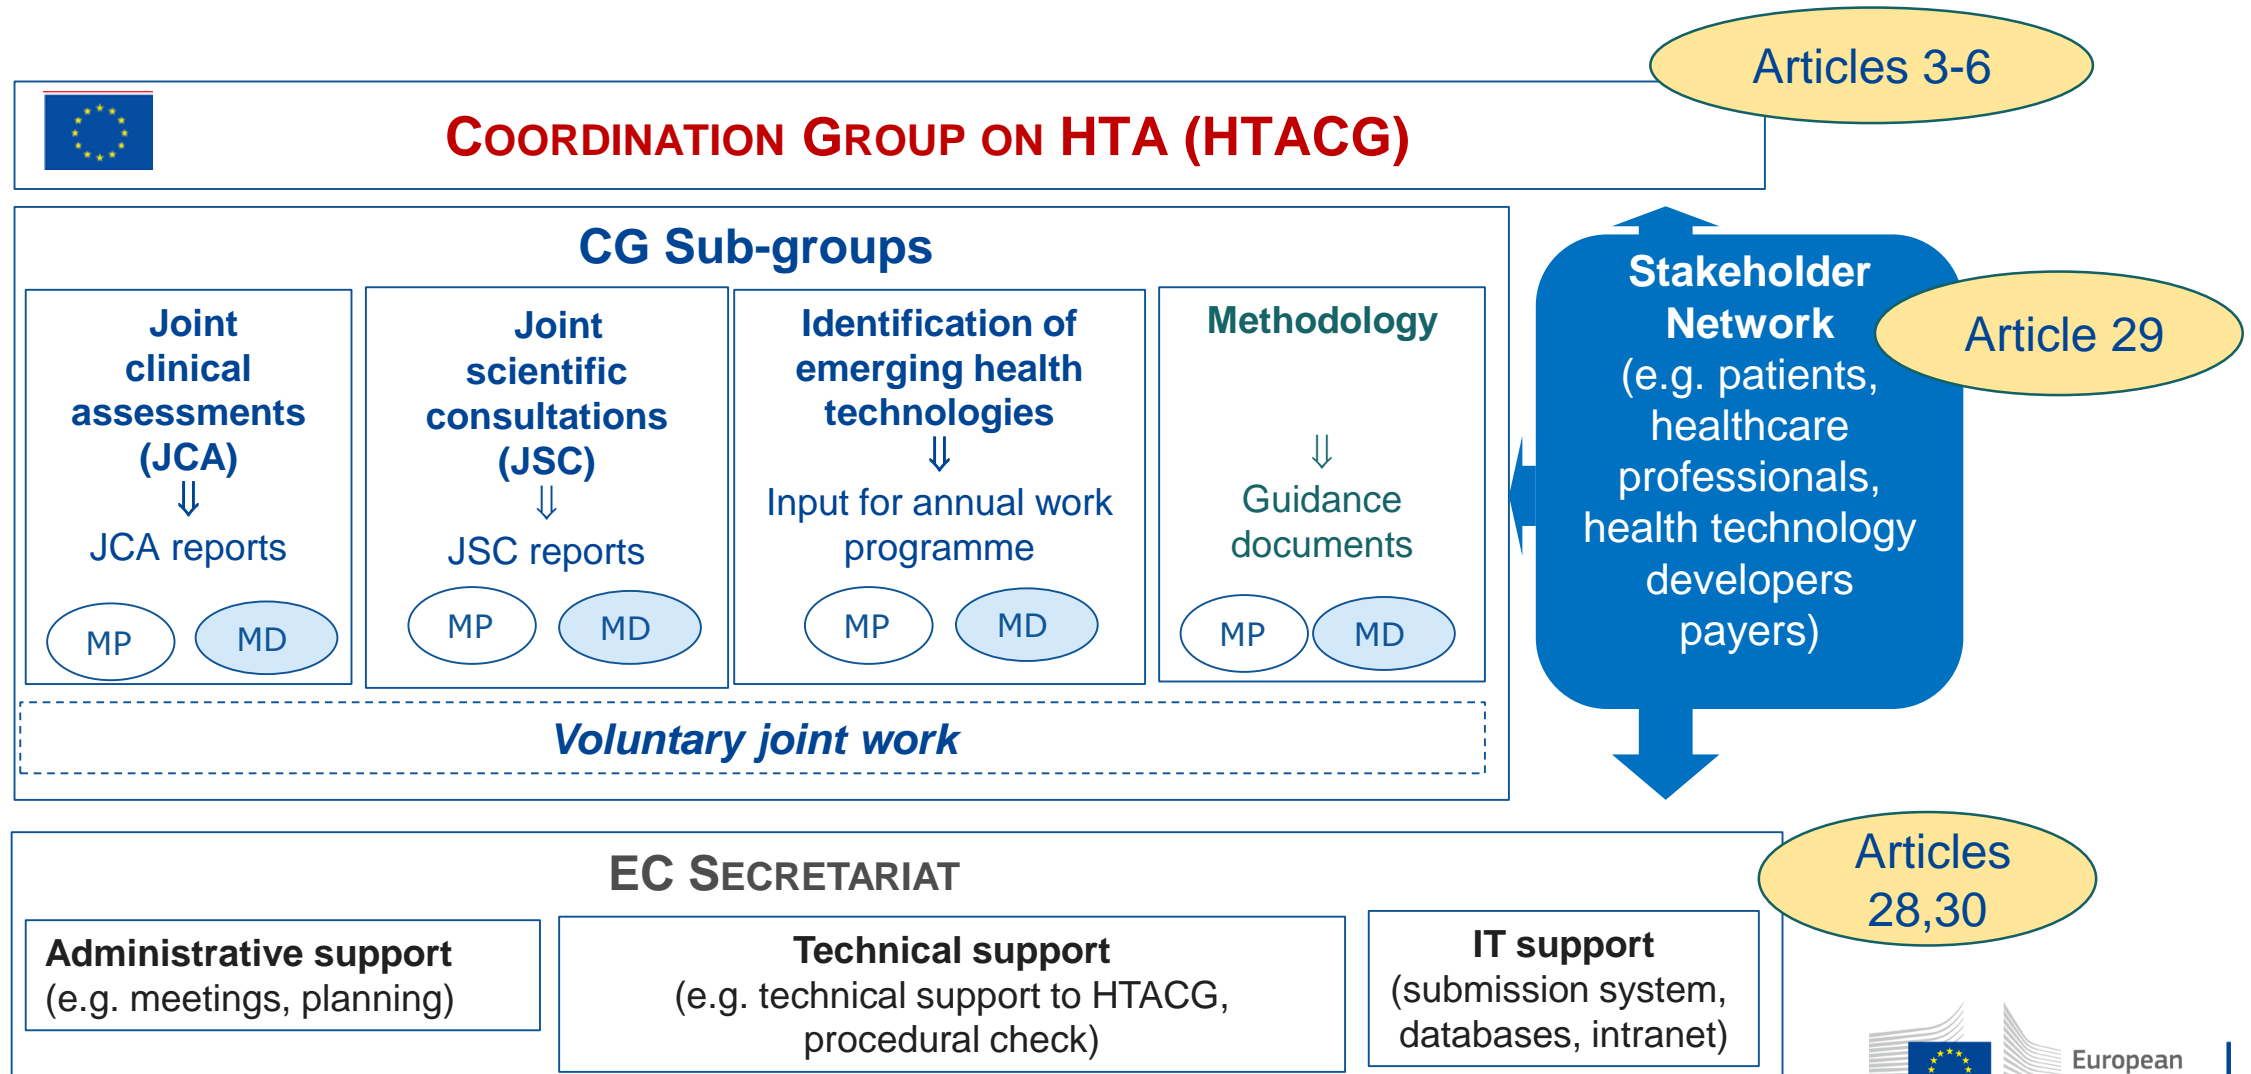 Articles 3-6
COORDINATION GROUP ON HTA (HTACG)
CG Sub-groups
Joint
clinical
assessments
(JCA)
⇓
JCA reports
MP
MD
Joint
scientific
consultations
(JSC)
⇓
JSC reports
MP
MD
Identification of
emerging health
technologies
⇓
Input for annual work
programme
MP
MD
Methodology
⇓
Guidance
documents
MP
MD
Voluntary joint work
Stakeholder
Network
(e.g. patients,
healthcare
professionals,
health technology
developers
payers)
Article 29
EC SECRETARIAT
Articles
28,30
Administrative support
(e.g. meetings, planning)
Technical support
(e.g. technical support to HTACG,
procedural check)
IT support
(submission system,
databases, intranet)
European